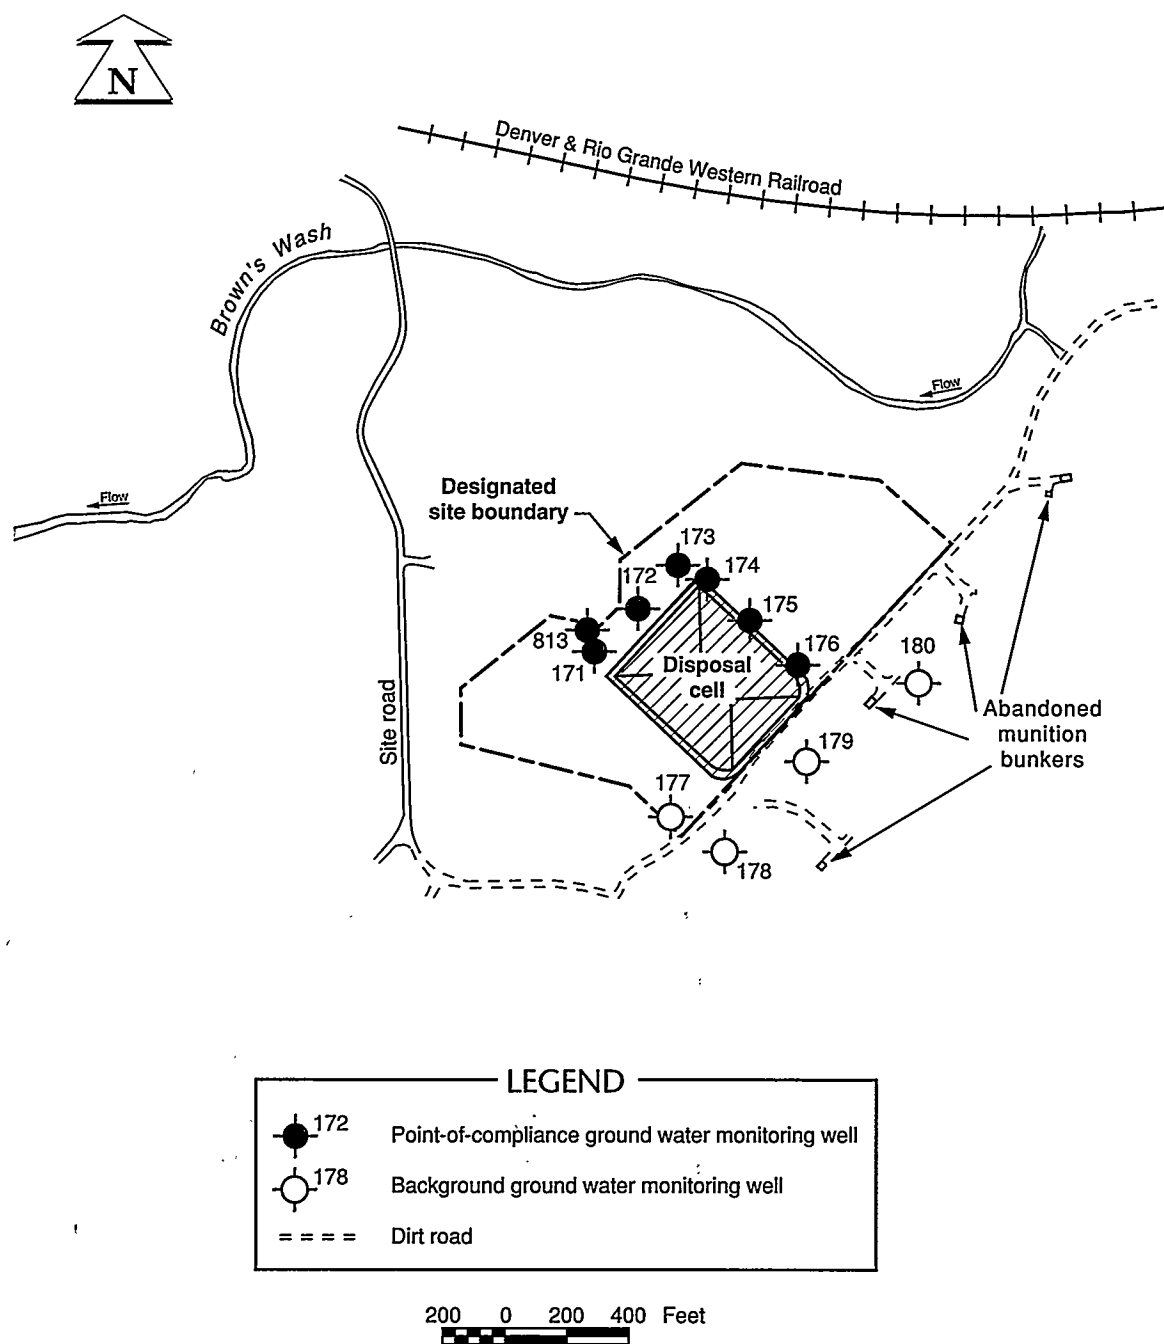 N
Denver & Rio Grande Western Railroad
Brown's Wash
Flow
Flow
Designated
site boundary
173
174
172
175
813
176
171
180
Disposal
cell
Site road
Abandoned
munition
bunkers
179
177
178
LEGEND
172 Point-of-compliance ground water monitoring well
178 Background ground water monitoring well
Dirt road
200 0 200 400 Feet